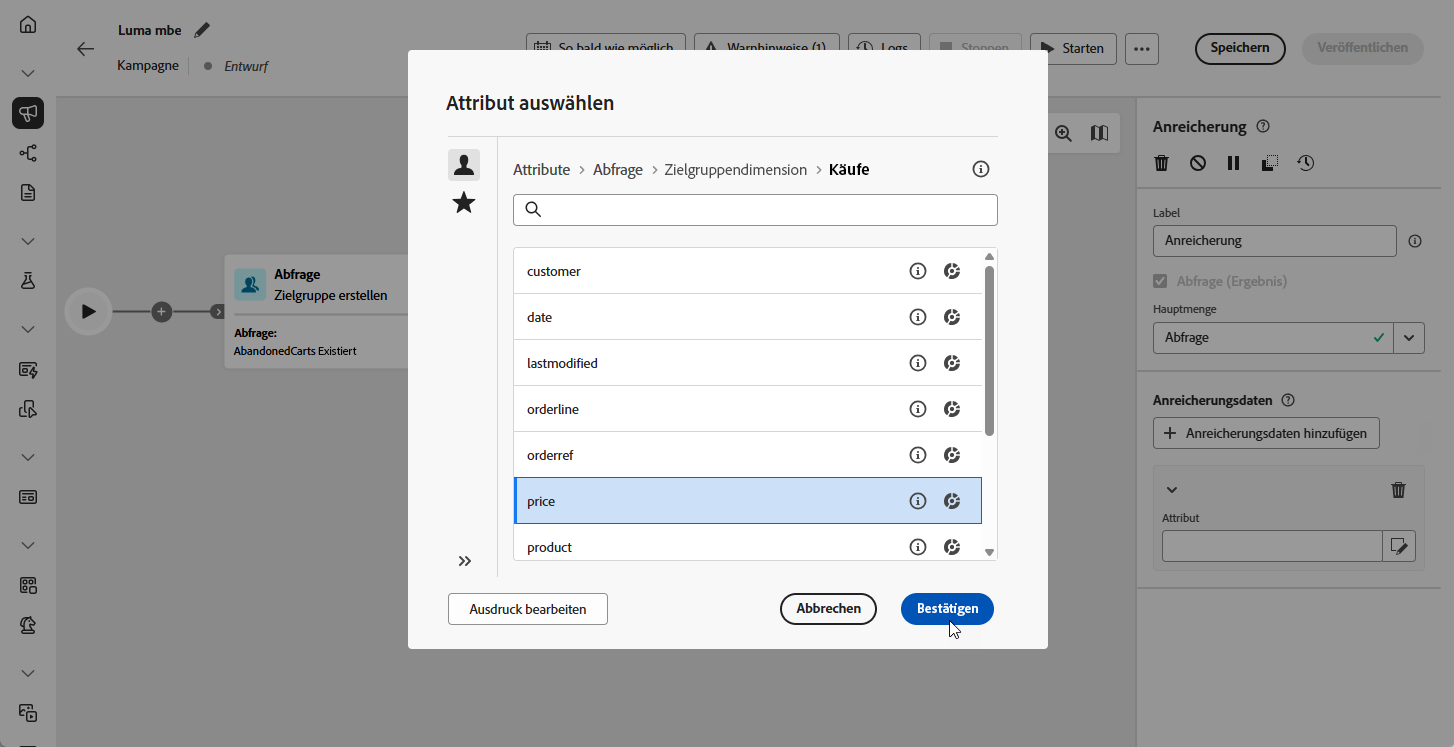 Luma mbe
Kampagne
Entwurf
So bald wie möglich
Warnhinweise (1)
Logs
Stoppen
Starten
Speichern
Veröffentlichen
Abfrage
Zielgruppe erstellen
Abfrage:
AbandonedCarts Existiert
Attribut auswählen
Attribute > Abfrage > Zielgruppendimension > Käufe
customer
date
lastmodified
orderline
orderref
price
product
Ausdruck bearbeiten
Abbrechen
Bestätigen
Anreicherung
Label
Anreicherung
Abfrage (Ergebnis)
Hauptmenge
Abfrage
Anreicherungsdaten
Anreicherungsdaten hinzufügen
Attribut